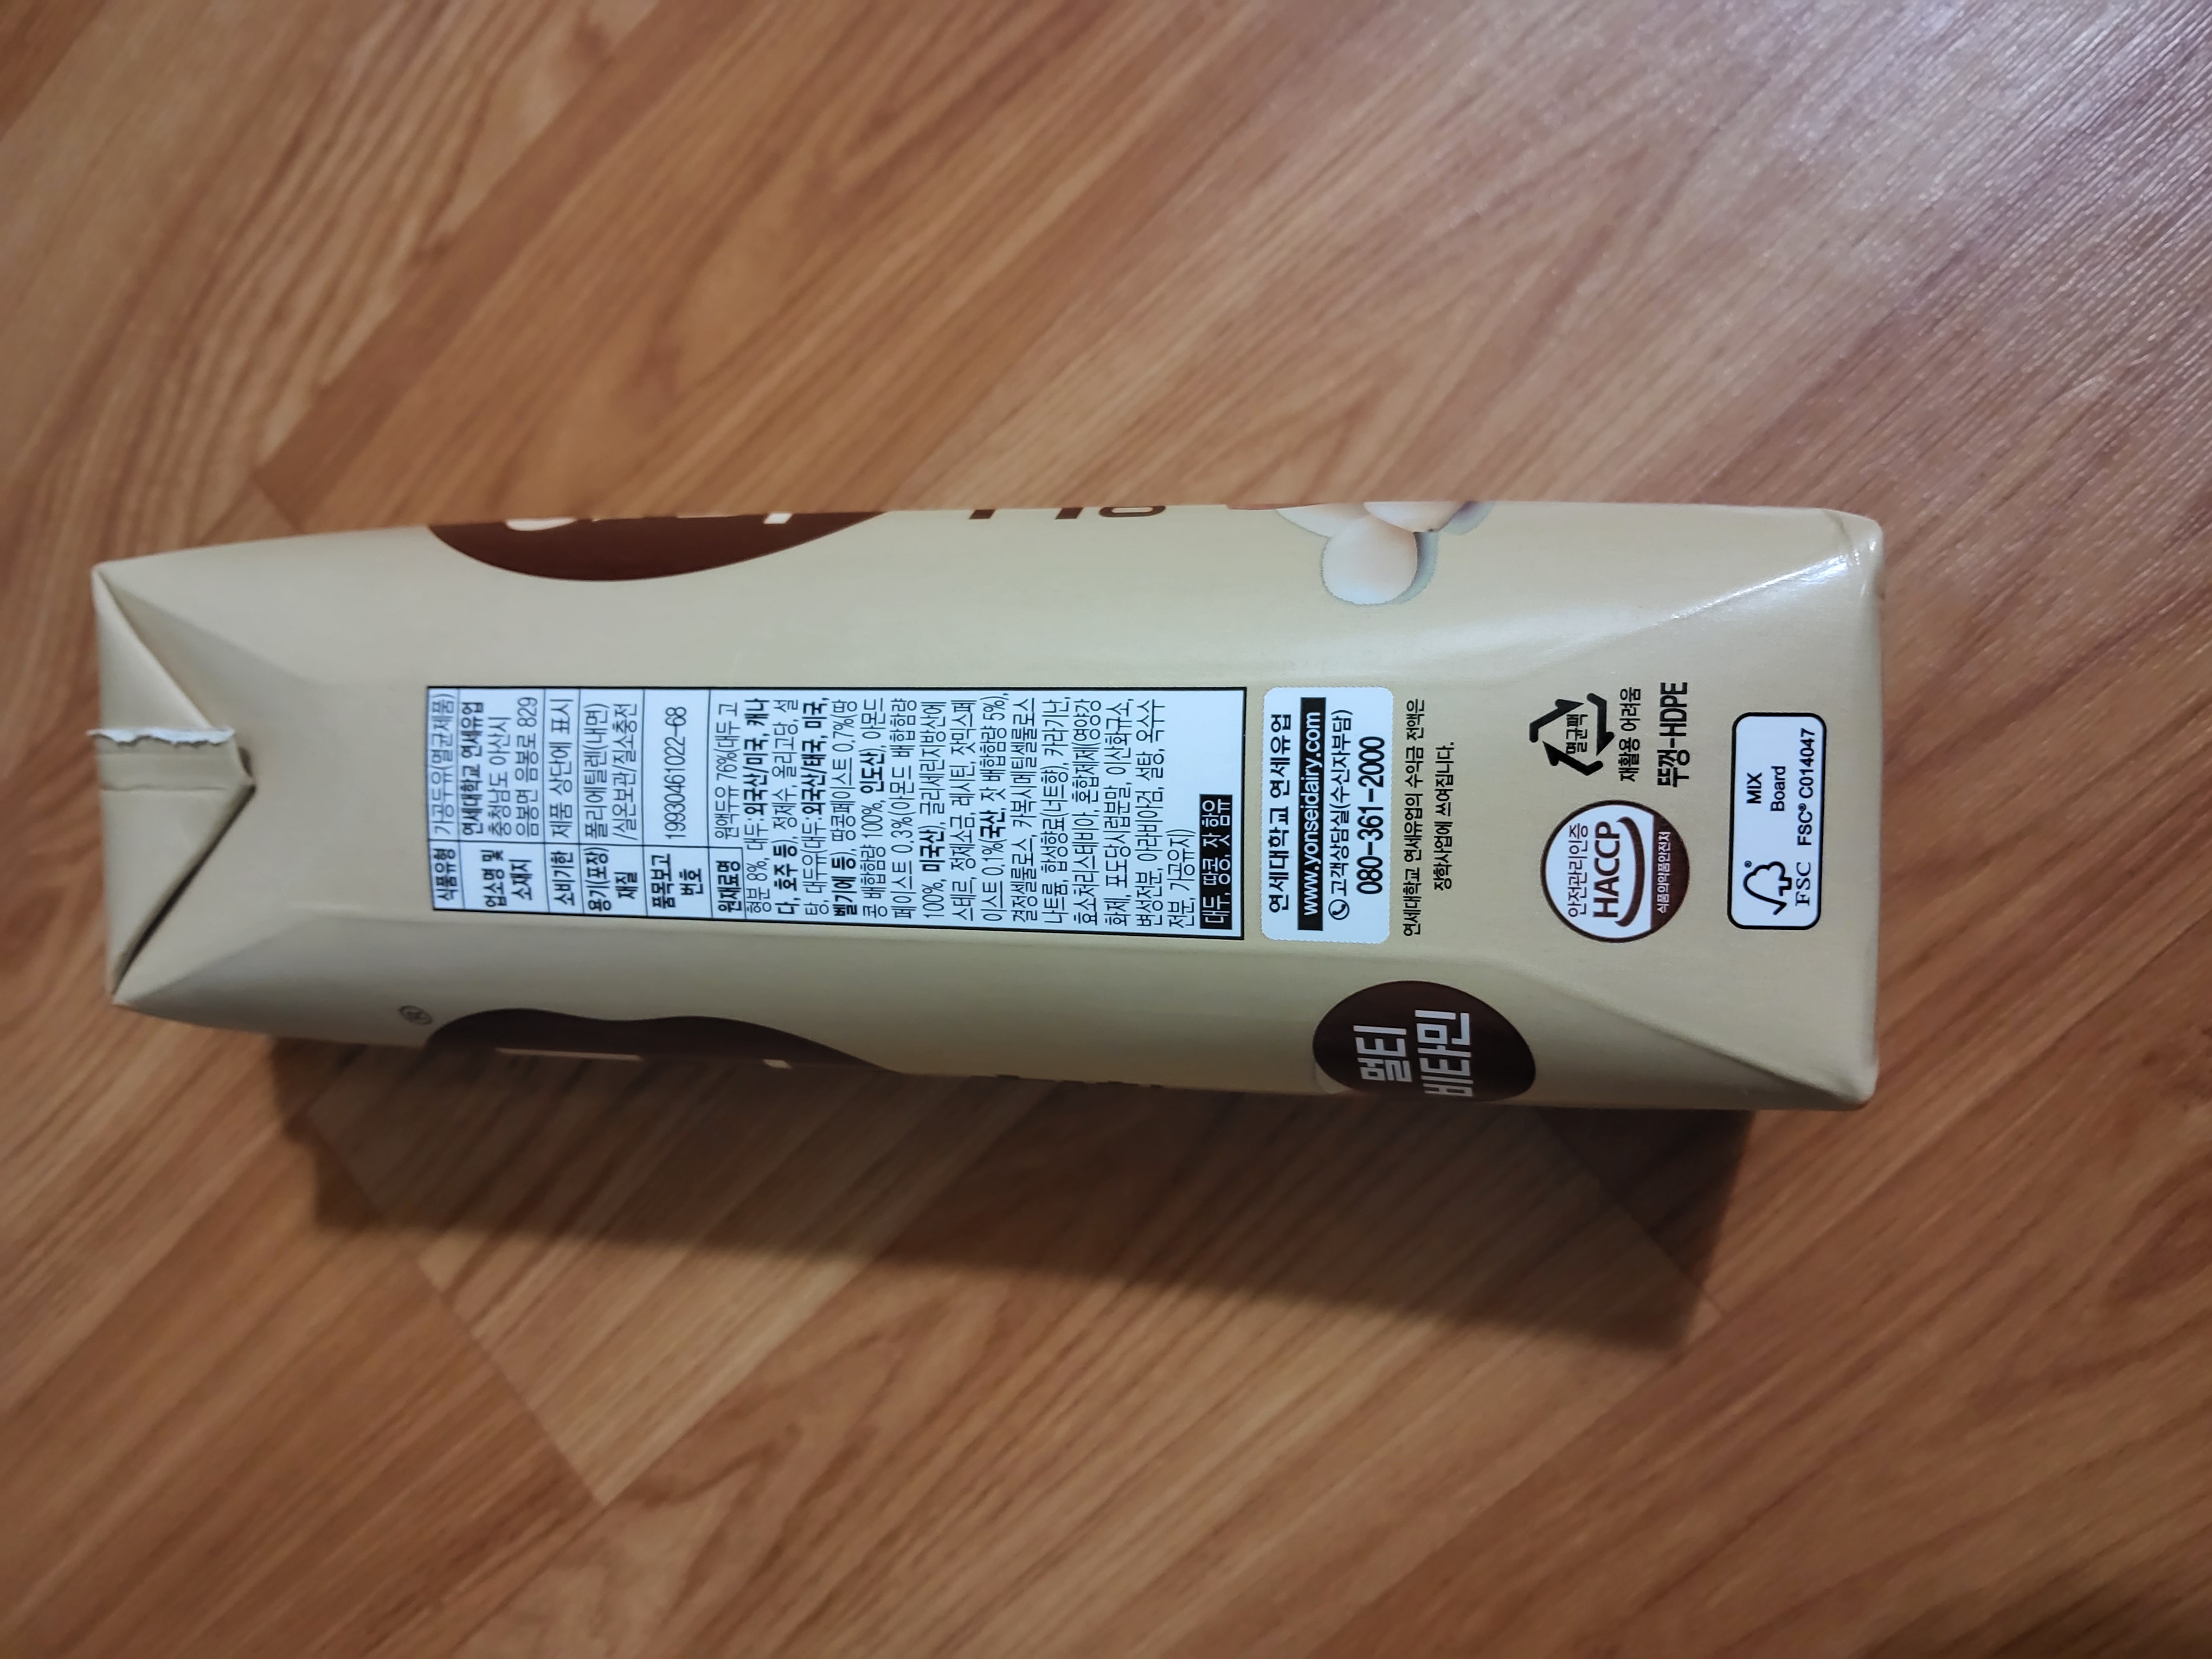 식품유형 가공두유(멸균제품)
업소명 및 소재지 연세대학교 연세유업
충청남도 아산시
음봉면 음봉로 829
소비기한 제품 상단에 표시
용기(포장) 재질 폴리에틸렌(내면)
/실온보관/질소충전
품목보고 번호 19930461022-68
원재료명 원액두유 76%(대두 고
형분 8%, 대두:외국산/미국, 캐나
다, 호주 등), 정제수, 올리고당, 설
탕, 대두유(대두:외국산/태국, 미국,
벨기에 등), 땅콩페이스트 0.7%(땅
콩 배합함량 100%, 인도산), 아몬드
페이스트 0.3%(아몬드 배합함량
100%, 미국산), 글리세린지방산에
스테르, 정제소금, 레시틴, 잣믹스페
이스트 0.1%(국산, 잣 배합함량 5%),
결정셀룰로스, 카복시메틸셀룰로스
나트륨, 합성향료(너트향), 카라기난,
효소처리스테비아, 혼합제제(영양강
화제, 포도당시럽분말, 이산화규소,
변성전분, 아라비아검, 설탕, 옥수수
전분, 가공유지)
대두, 땅콩, 잣 함유
연세대학교 연세유업
www.yonseidairy.com
고객상담실(수신자부담)
080-361-2000
연세대학교 연세유업의 수익금 전액은
장학사업에 쓰여집니다.
안전관리인증
HACCP
식품의약품안전처
멸균팩
재활용 어려움
뚜껑-HDPE
FSC®
MIX
Board
FSC® C014047
멀티
비타민
®